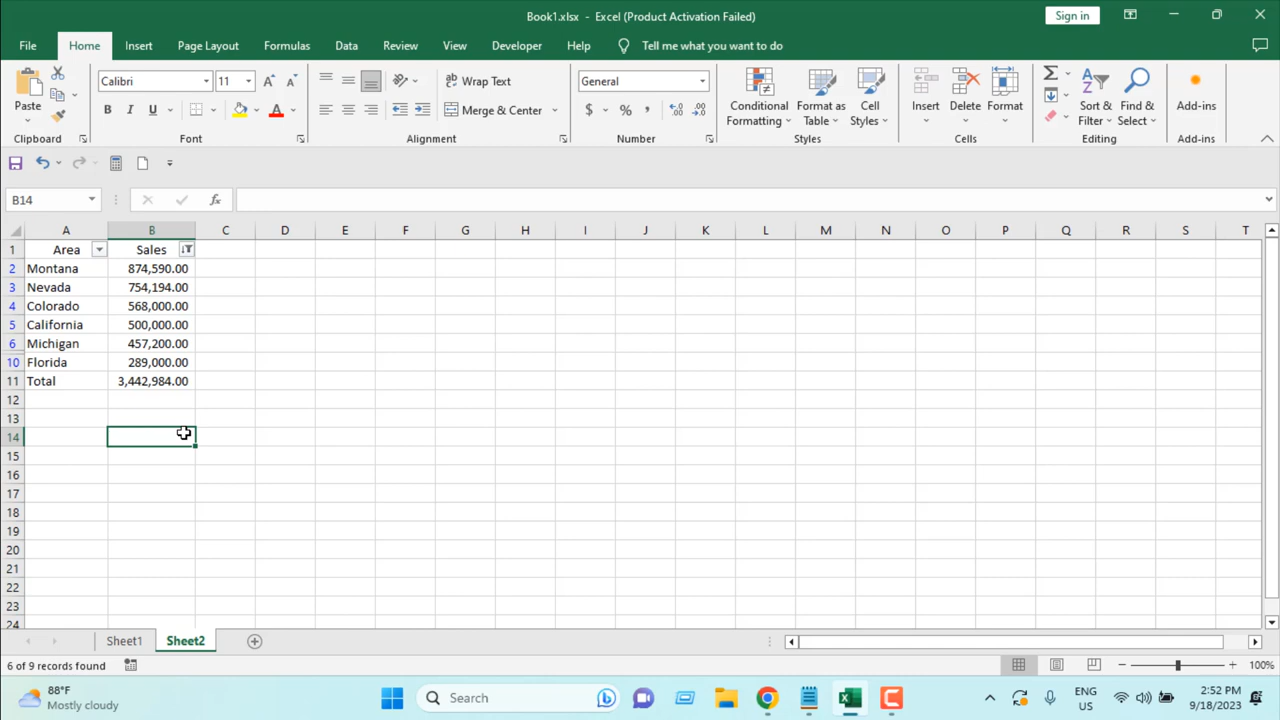 Book1.xlsx - Excel (Product Activation Failed)
Sign in
File Home Insert Page Layout Formulas Data Review View Developer Help Tell me what you want to do
Calibri 11 Wrap Text General
Paste B I U A Merge & Center $ % , Conditional Formatting Format as Table Cell Styles Insert Delete Format Sort & Filter Find & Select Add-ins
Clipboard Font Alignment Number Styles Cells Editing Add-ins
B14 fx
A B C D E F G H I J K L M N O P Q R S T
1 Area Sales
2 Montana 874,590.00
3 Nevada 754,194.00
4 Colorado 568,000.00
5 California 500,000.00
6 Michigan 457,200.00
10 Florida 289,000.00
11 Total 3,442,984.00
12
13
14
15
16
17
18
19
20
21
22
23
24
Sheet1 Sheet2
6 of 9 records found 100%
88°F
Mostly cloudy
Search
ENG
US
2:52 PM
9/18/2023